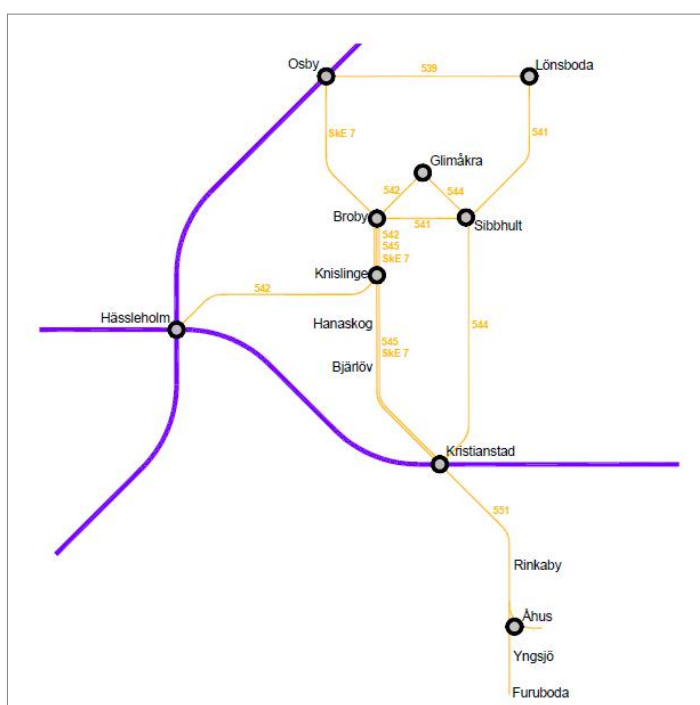 Osby
539
Lönsboda
SkE 7
541
Glimåkra
542
544
Broby
541
Sibbhult
542
545
SkE 7
Knislinge
542
Hässleholm
Hanaskog
545
SkE 7
544
Bjärlöv
Kristianstad
551
Rinkaby
Åhus
Yngsjö
Furuboda